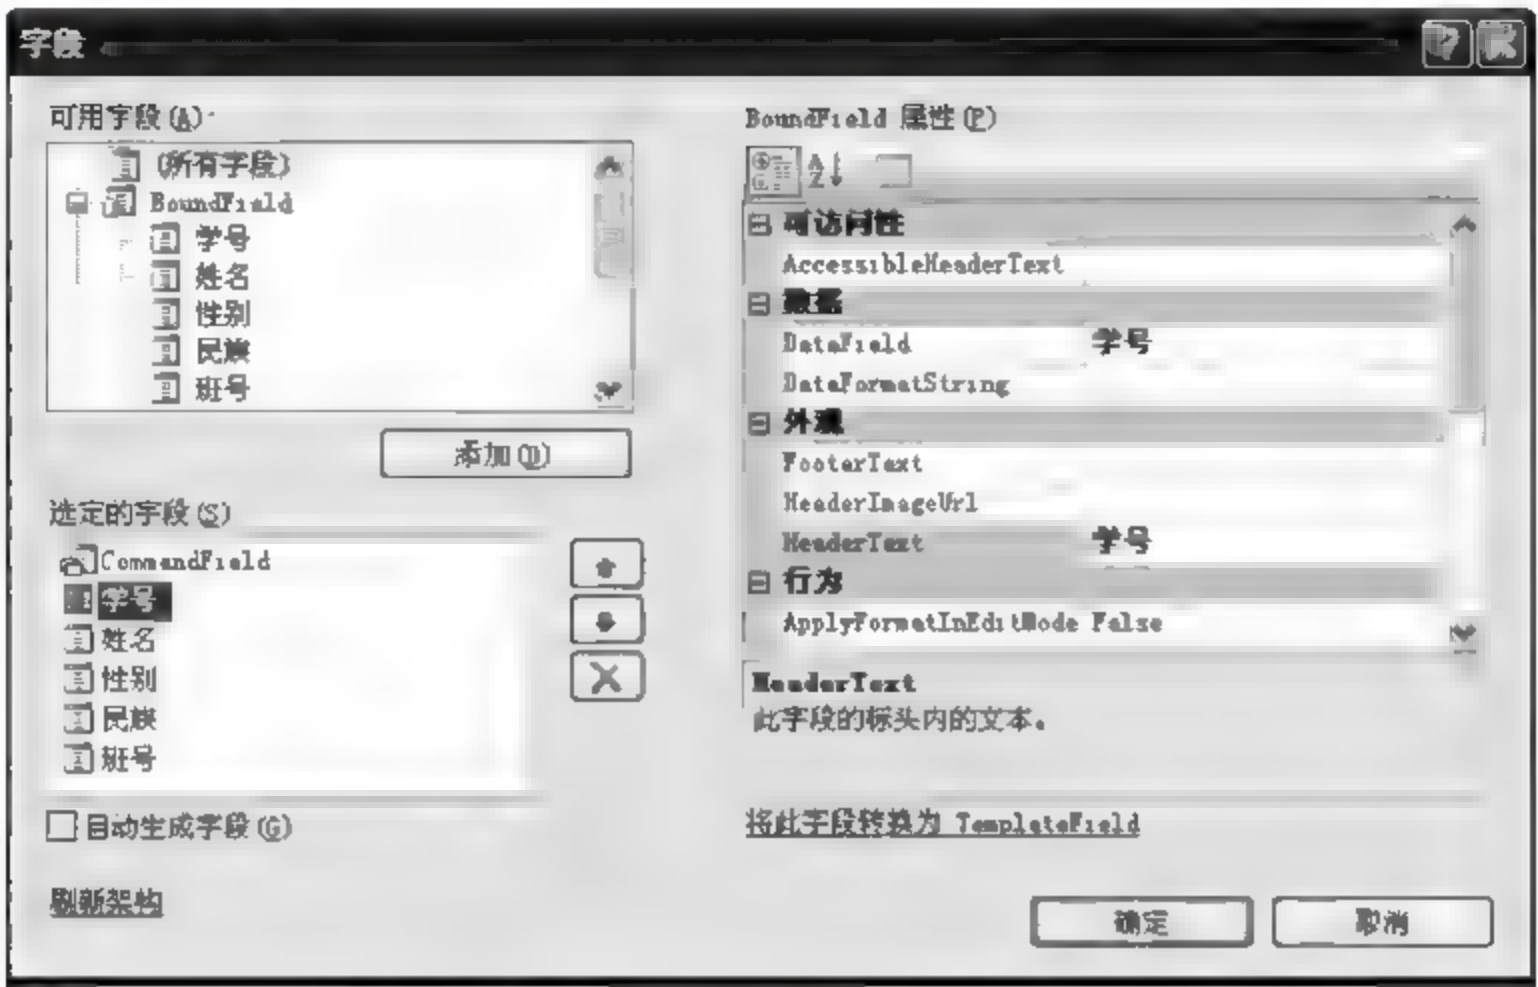 字段
可用字段(A)
(所有字段)
BoundField
学号
姓名
性别
民族
班号
添加(D)
选定的字段(S)
CommandField
学号
姓名
性别
民族
班号
自动生成字段(G)
刷新架构
BoundField 属性(P)
可访问性
AccessibleHeaderText
数据
DataField 学号
DataFormatString
外观
FooterText
HeaderImageUrl
HeaderText 学号
行为
ApplyFormatInEditMode False
HeaderText
此字段的标头内的文本。
将此字段转换为 TemplateField
确定
取消